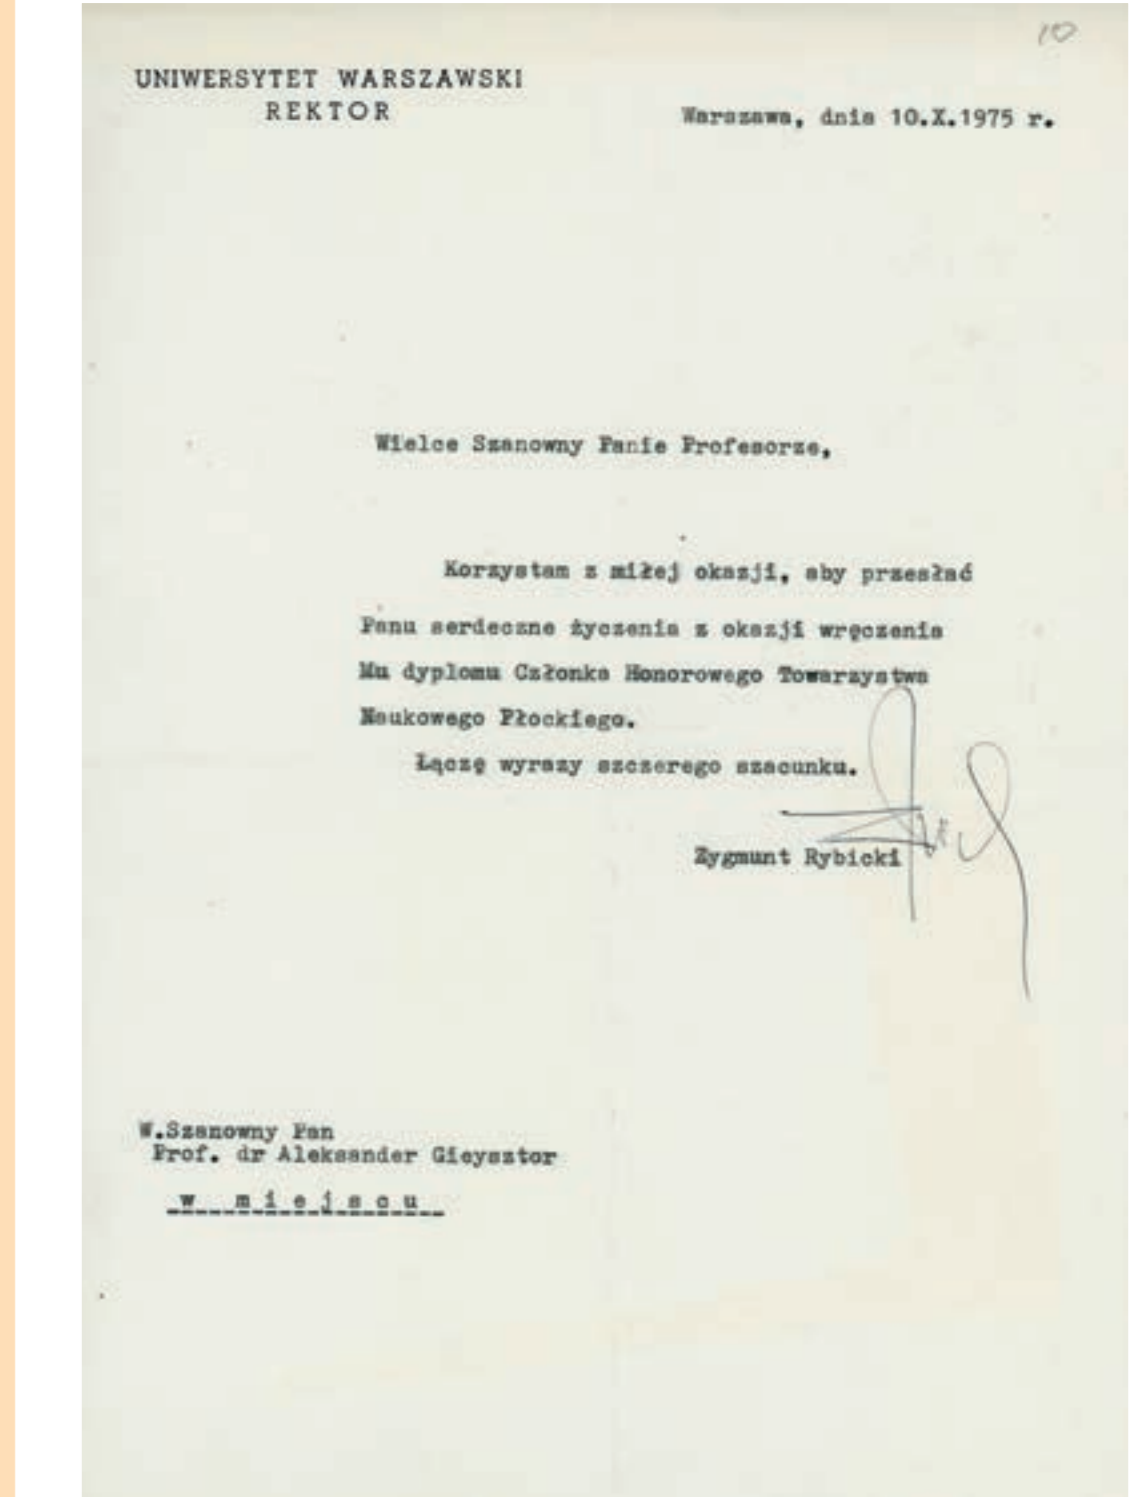 10
UNIWERSYTET WARSZAWSKI
REKTOR
Warszawa, dnia 10.X.1975 r.
Wielce Szanowny Panie Profesorze,
Korzystam z miłej okazji, aby przesłać
Panu serdeczne życzenia z okazji wręczenia
Mu dyplomu Członka Honorowego Towarzystwa
Naukowego Płockiego.
Łączę wyrazy szczerego szacunku.
Zygmunt Rybicki
W.Szanowny Pan
Prof. dr Aleksander Gieysztor
w miejscu